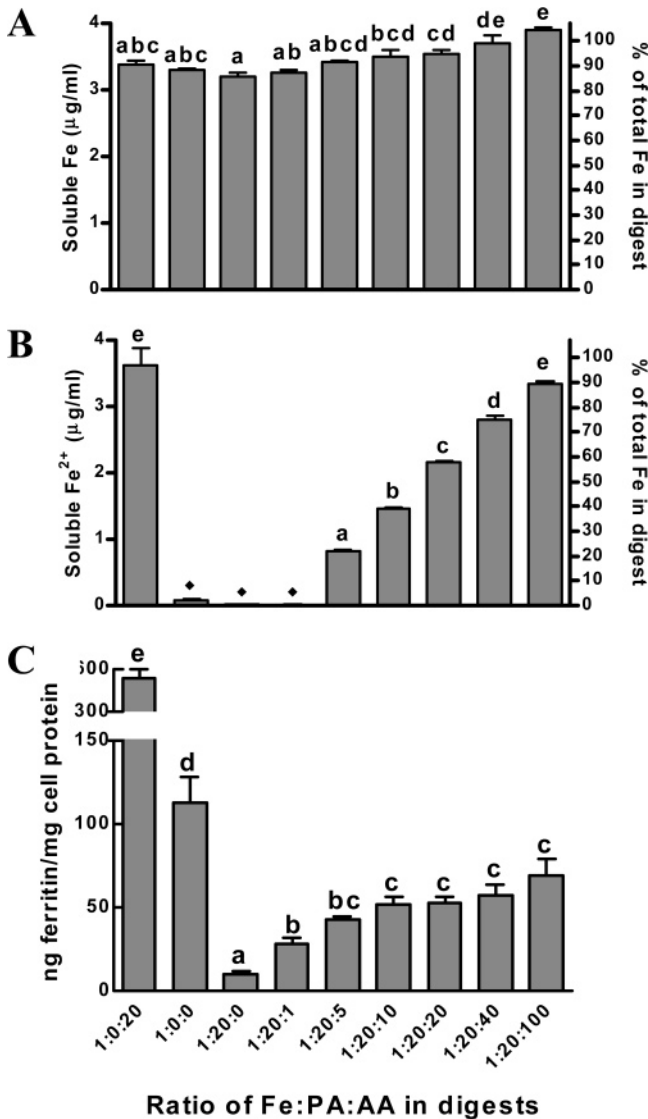 A
abc abc a ab abcd bcd cd de e
4
3
2
1
0
Soluble Fe (µg/ml)
100
90
80
70
60
50
40
30
20
10
0
% of total Fe in digest
B
e ◆ ◆ ◆ a b c d e
4
3
2
1
0
Soluble Fe2+ (µg/ml)
100
90
80
70
60
50
40
30
20
10
0
% of total Fe in digest
C
e d a b bc c c c c
600
300
150
100
50
0
ng ferritin/mg cell protein
1:0:20 1:0:0 1:20:0 1:20:1 1:20:5 1:20:10 1:20:20 1:20:40 1:20:100
Ratio of Fe:PA:AA in digests